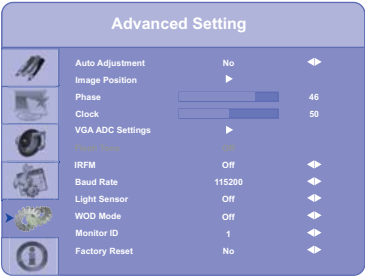 Advanced Setting
Auto Adjustment No
Image Position
Phase 46
Clock 50
VGA ADC Settings
IRFM Off
Baud Rate 115200
Light Sensor Off
WOD Mode Off
Monitor ID 1
Factory Reset No